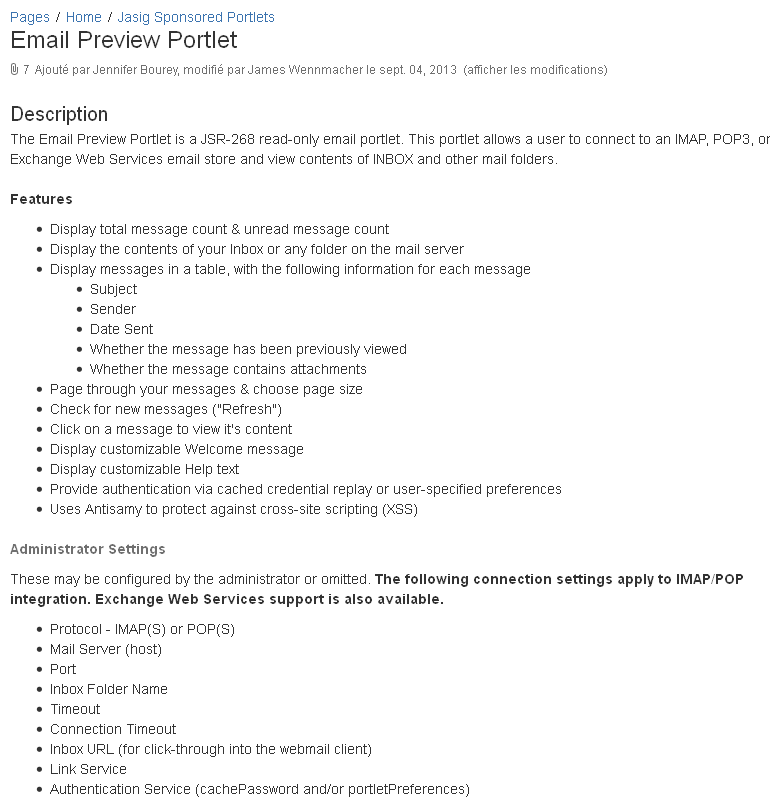 Pages / Home / Jasig Sponsored Portlets
Email Preview Portlet
7 Ajouté par Jennifer Bourey, modifié par James Wennmacher le sept. 04, 2013 (afficher les modifications)
Description
The Email Preview Portlet is a JSR-268 read-only email portlet. This portlet allows a user to connect to an IMAP, POP3, or
Exchange Web Services email store and view contents of INBOX and other mail folders.
Features
• Display total message count & unread message count
• Display the contents of your Inbox or any folder on the mail server
• Display messages in a table, with the following information for each message
• Subject
• Sender
• Date Sent
• Whether the message has been previously viewed
• Whether the message contains attachments
• Page through your messages & choose page size
• Check for new messages ("Refresh")
• Click on a message to view it's content
• Display customizable Welcome message
• Display customizable Help text
• Provide authentication via cached credential replay or user-specified preferences
• Uses Antisamy to protect against cross-site scripting (XSS)
Administrator Settings
These may be configured by the administrator or omitted. The following connection settings apply to IMAP/POP
integration. Exchange Web Services support is also available.
• Protocol - IMAP(S) or POP(S)
• Mail Server (host)
• Port
• Inbox Folder Name
• Timeout
• Connection Timeout
• Inbox URL (for click-through into the webmail client)
• Link Service
• Authentication Service (cachePassword and/or portletPreferences)